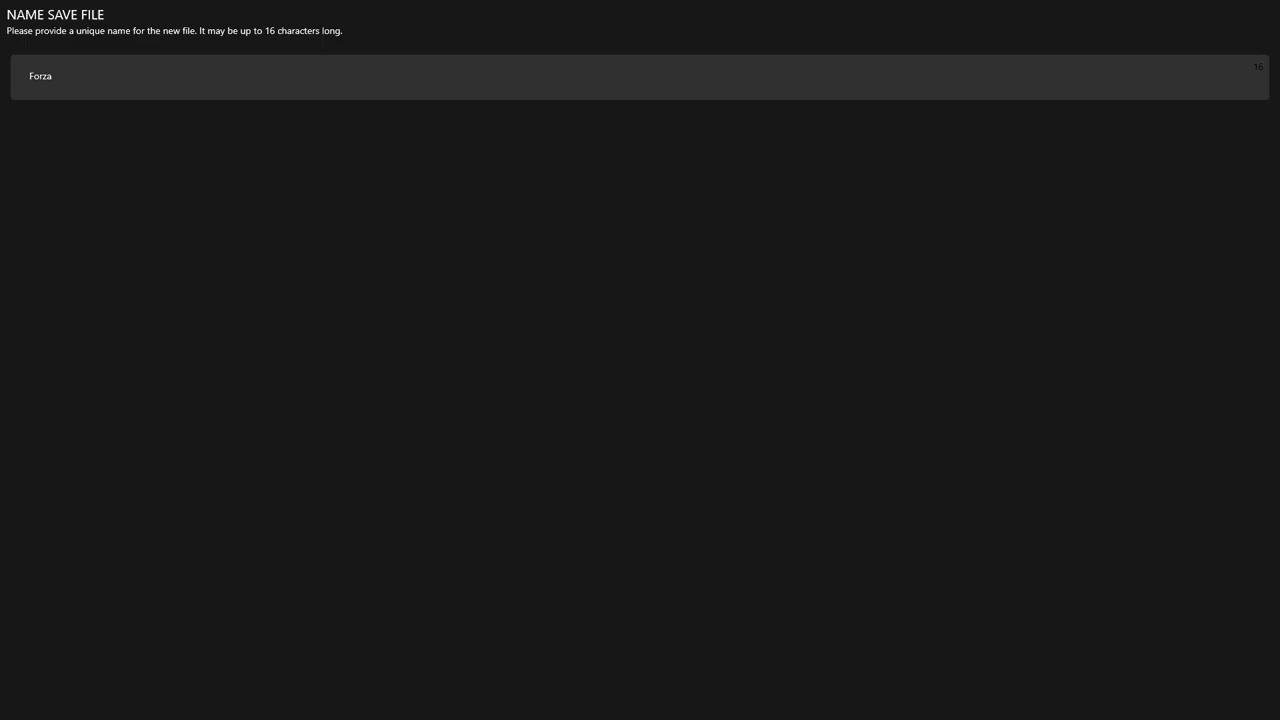 NAME SAVE FILE
Please provide a unique name for the new file. It may be up to 16 characters long.
16
Forza